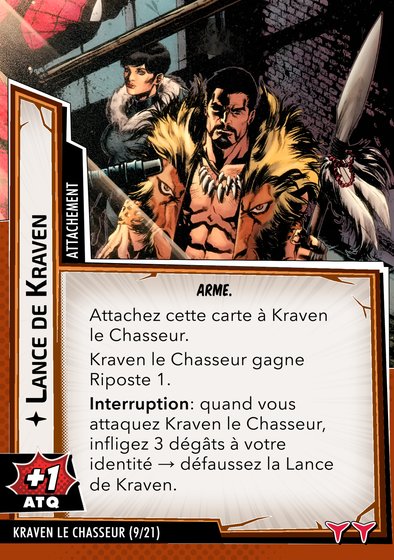 ATTACHEMENT
LANCE DE KRAVEN
ARME.
Attachez cette carte à Kraven
le Chasseur.
Kraven le Chasseur gagne
Riposte 1.
Interruption: quand vous
attaquez Kraven le Chasseur,
infligez 3 dégâts à votre
identité → défaussez la Lance
de Kraven.
+1
ATQ
KRAVEN LE CHASSEUR (9/21)